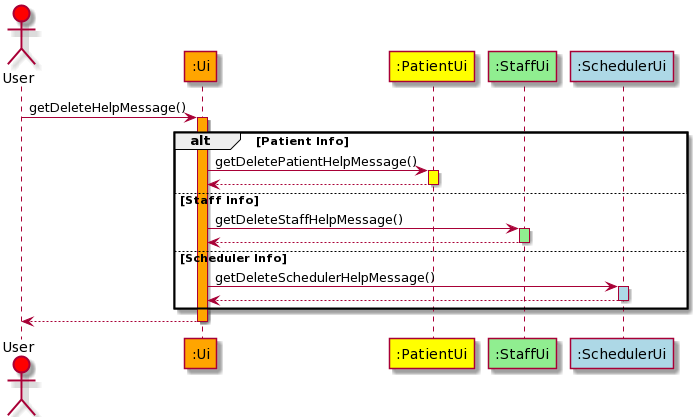 User
:Ui
:PatientUi
:StaffUi
:SchedulerUi
getDeleteHelpMessage()
alt
[Patient Info]
getDeletePatientHelpMessage()
[Staff Info]
getDeleteStaffHelpMessage()
[Scheduler Info]
getDeleteSchedulerHelpMessage()
User
:Ui
:PatientUi
:StaffUi
:SchedulerUi